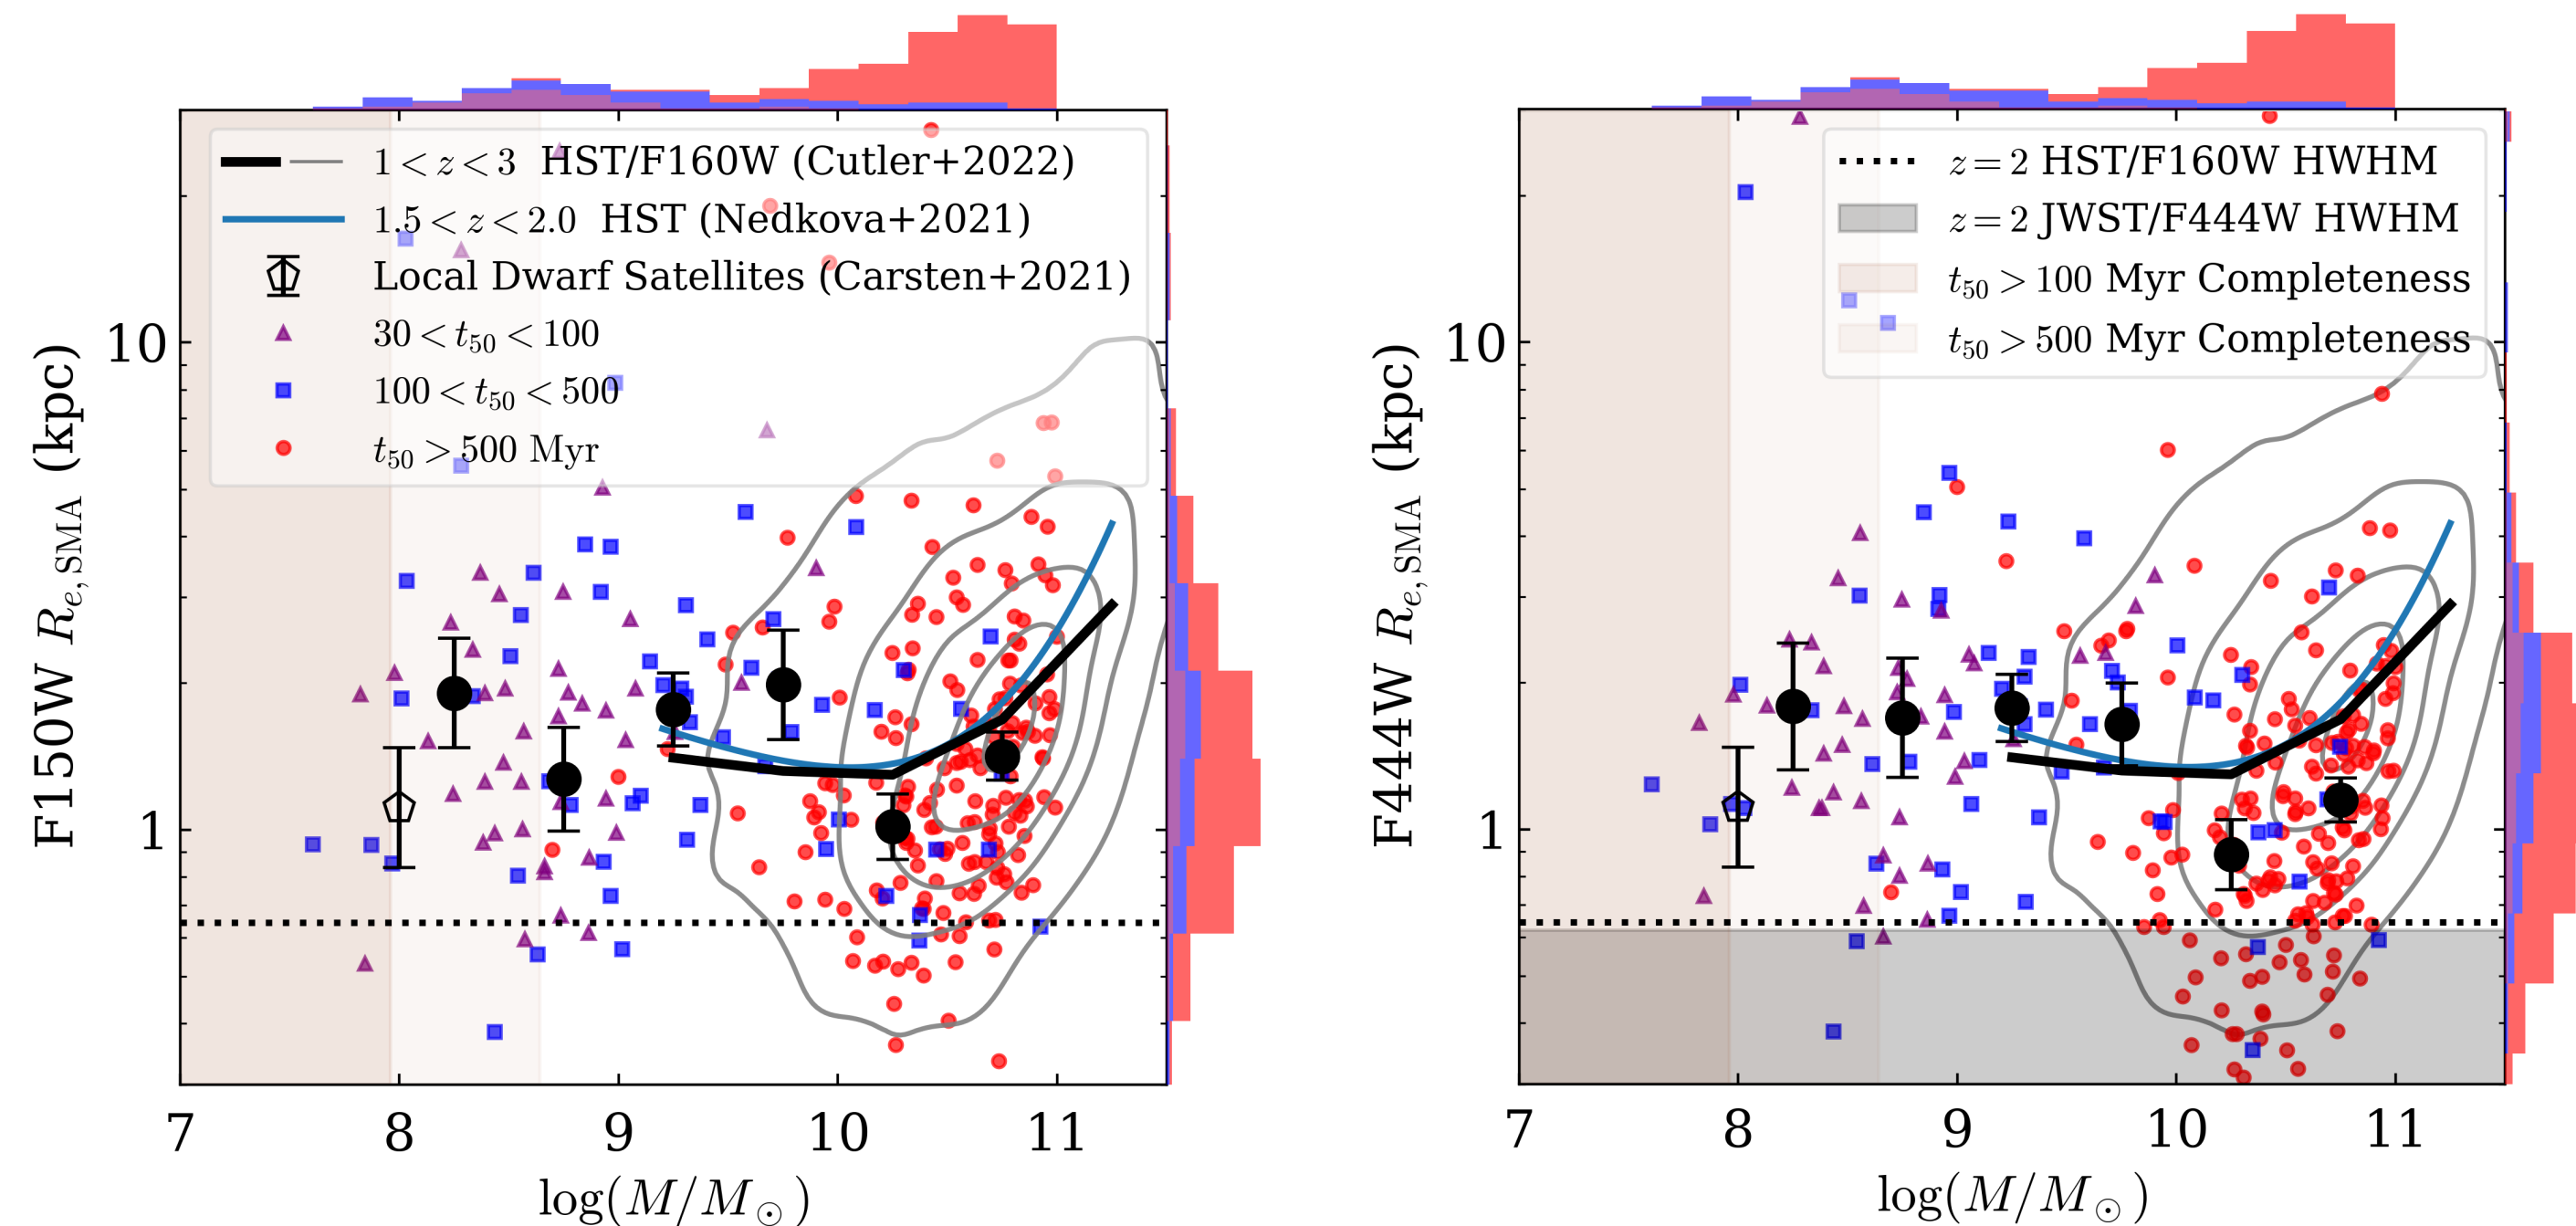 1 < z < 3 HST/F160W (Cutler+2022)
1.5 < z < 2.0 HST (Nedkova+2021)
Local Dwarf Satellites (Carsten+2021)
30 < t₅₀ < 100
100 < t₅₀ < 500
t₅₀ > 500 Myr
10
1
F150W R_{e,SMA} (kpc)
7 8 9 10 11
log(M/M⊙)
z = 2 HST/F160W HWHM
z = 2 JWST/F444W HWHM
t₅₀ > 100 Myr Completeness
t₅₀ > 500 Myr Completeness
10
1
F444W R_{e,SMA} (kpc)
7 8 9 10 11
log(M/M⊙)